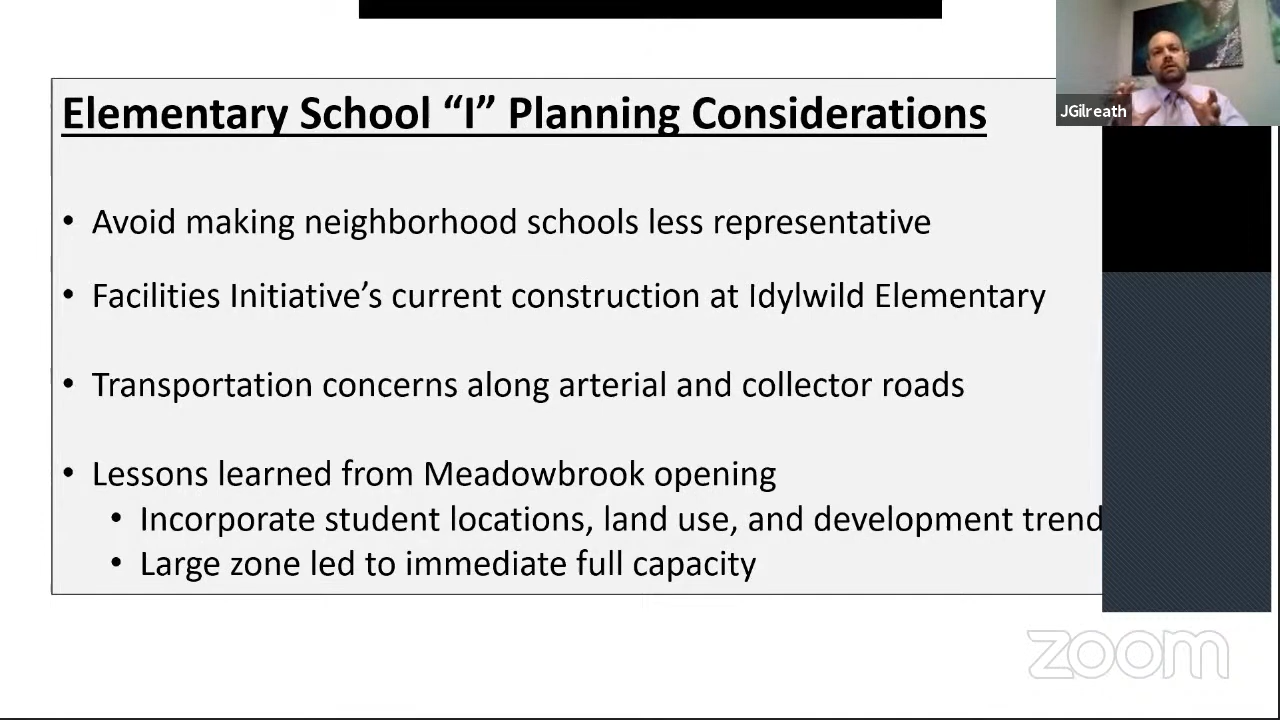 Elementary School “I” Planning Considerations
JGilreath
• Avoid making neighborhood schools less representative
• Facilities Initiative’s current construction at Idylwild Elementary
• Transportation concerns along arterial and collector roads
• Lessons learned from Meadowbrook opening
• Incorporate student locations, land use, and development trend
• Large zone led to immediate full capacity
zoom